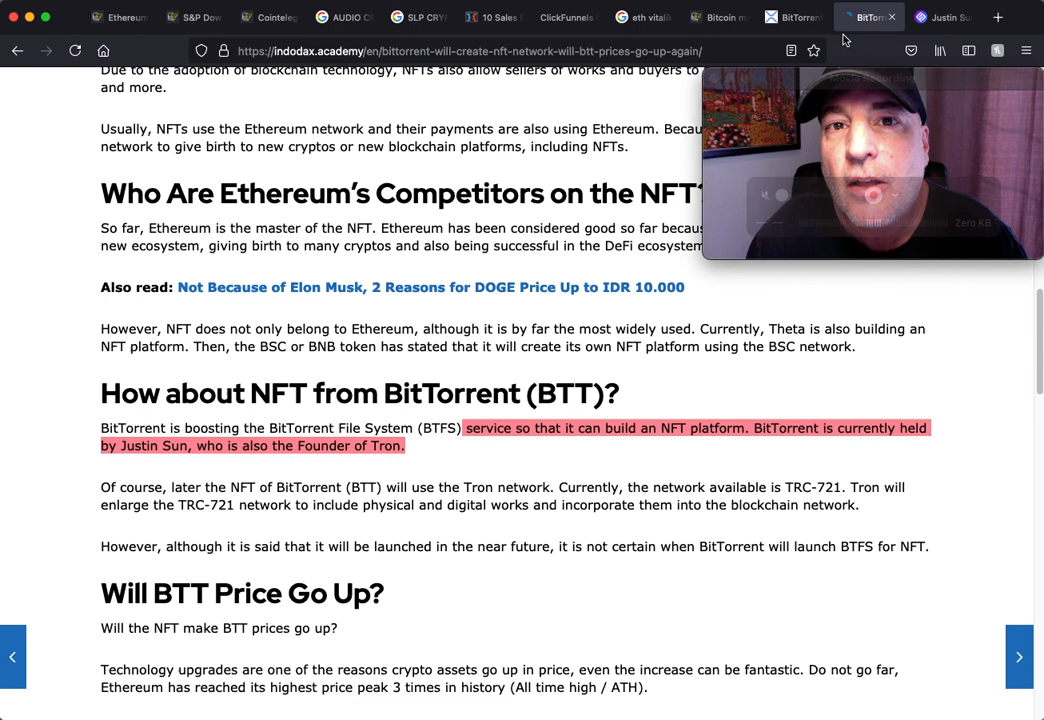 Ethereum
S&P Dow
Cointeleg
AUDIO C
SLP CRY
10 Sales
ClickFunnels
eth vitalik
Bitcoin m
BitTorrent
BitTorr
Justin Su
https://indodax.academy/en/bittorrent-will-create-nft-network-will-btt-prices-go-up-again/
Due to the adoption of blockchain technology, NFTs also allow sellers of works and buyers to
and more.
Movie Recording
Usually, NFTs use the Ethereum network and their payments are also using Ethereum. Becau
network to give birth to new cryptos or new blockchain platforms, including NFTs.
Who Are Ethereum’s Competitors on the NFT?
Zero KB
So far, Ethereum is the master of the NFT. Ethereum has been considered good so far becaus
new ecosystem, giving birth to many cryptos and also being successful in the DeFi ecosystem
Also read: Not Because of Elon Musk, 2 Reasons for DOGE Price Up to IDR 10.000
However, NFT does not only belong to Ethereum, although it is by far the most widely used. Currently, Theta is also building an
NFT platform. Then, the BSC or BNB token has stated that it will create its own NFT platform using the BSC network.
How about NFT from BitTorrent (BTT)?
BitTorrent is boosting the BitTorrent File System (BTFS) service so that it can build an NFT platform. BitTorrent is currently held
by Justin Sun, who is also the Founder of Tron.
Of course, later the NFT of BitTorrent (BTT) will use the Tron network. Currently, the network available is TRC-721. Tron will
enlarge the TRC-721 network to include physical and digital works and incorporate them into the blockchain network.
However, although it is said that it will be launched in the near future, it is not certain when BitTorrent will launch BTFS for NFT.
Will BTT Price Go Up?
Will the NFT make BTT prices go up?
Technology upgrades are one of the reasons crypto assets go up in price, even the increase can be fantastic. Do not go far,
Ethereum has reached its highest price peak 3 times in history (All time high / ATH).